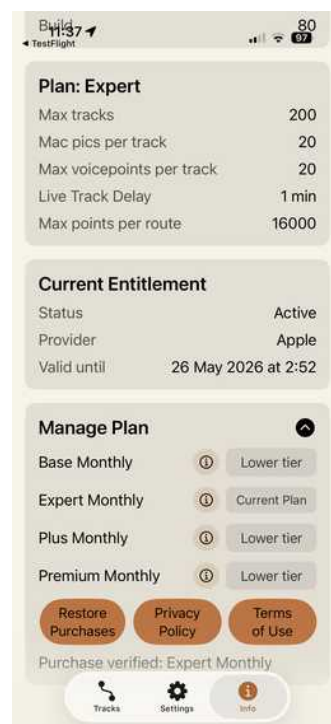 Build 80
11:37
97
◀ TestFlight
Plan: Expert
Max tracks 200
Mac pics per track 20
Max voicepoints per track 20
Live Track Delay 1 min
Max points per route 16000
Current Entitlement
Status Active
Provider Apple
Valid until 26 May 2026 at 2:52
Manage Plan
Base Monthly Lower tier
Expert Monthly Current Plan
Plus Monthly Lower tier
Premium Monthly Lower tier
Restore Purchases
Privacy Policy
Terms of Use
Purchase verified: Expert Monthly
Tracks
Settings
Info